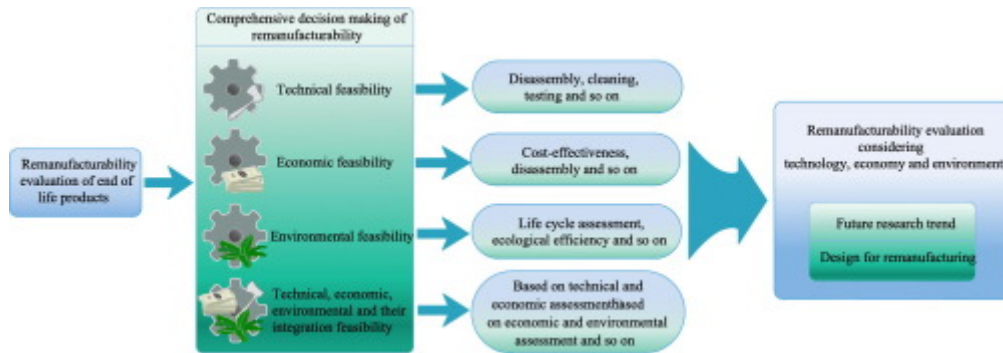 Comprehensive decision making of
remanufacturability
Technical feasibility
Economic feasibility
Environmental feasibility
Technical, economic,
environmental and their
integration feasibility
Remanufacturability
evaluation of end of
life products
Disassembly, cleaning,
testing and so on
Cost-effectiveness,
disassembly and so on
Life cycle assessment,
ecological efficiency and so on
Based on technical and
economic assessmentbased
on economic and environmental
assessment and so on
Remanufacturability evaluation
considering
technology, economy and environment
Future research trend
Design for remanufacturing